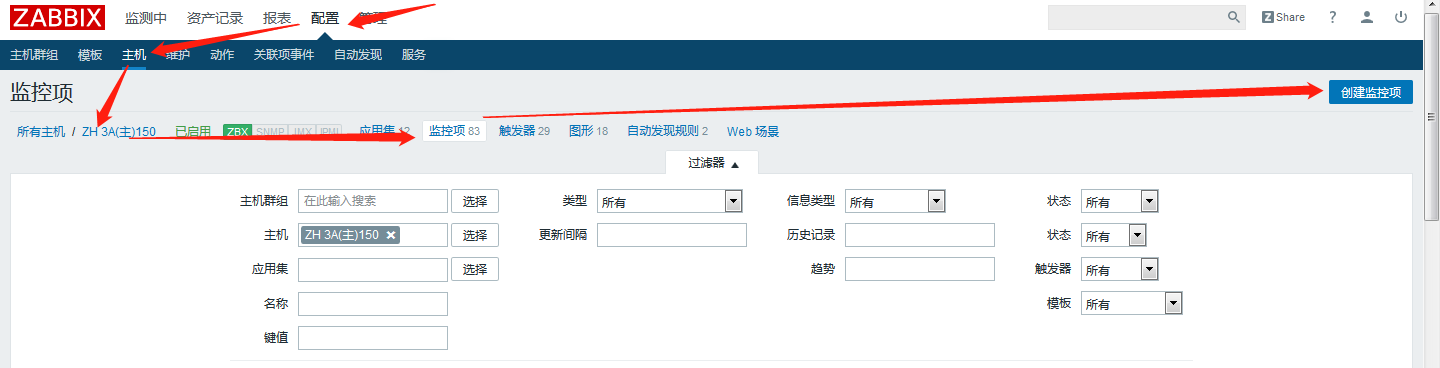 ZABBIX 监测中 资产记录 报表 配置 管理 Share ?
主机群组 模板 主机 维护 动作 关联项事件 自动发现 服务
监控项 创建监控项
所有主机 / ZH 3A(主)150 已启用 ZBX SNMP JMX IPMI 应用集 12 监控项 83 触发器 29 图形 18 自动发现规则 2 Web 场景
过滤器
主机群组 在此输入搜索 选择 类型 所有 信息类型 所有 状态 所有
主机 ZH 3A(主)150 选择 更新间隔 历史记录 状态 所有
应用集 选择 趋势 触发器 所有
名称 模板 所有
键值